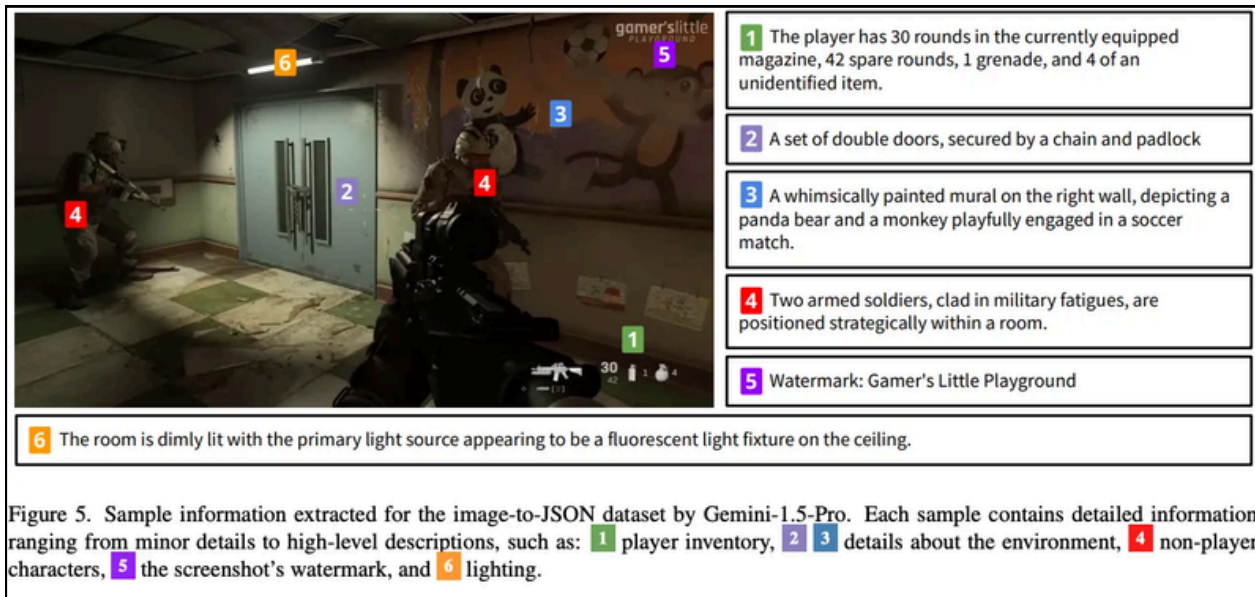 gamer'slittle
PLAYGROUND
6
5
3
2
4
4
1
30
42
1
4
1 The player has 30 rounds in the currently equipped
magazine, 42 spare rounds, 1 grenade, and 4 of an
unidentified item.
2 A set of double doors, secured by a chain and padlock
3 A whimsically painted mural on the right wall, depicting a
panda bear and a monkey playfully engaged in a soccer
match.
4 Two armed soldiers, clad in military fatigues, are
positioned strategically within a room.
5 Watermark: Gamer's Little Playground
6 The room is dimly lit with the primary light source appearing to be a fluorescent light fixture on the ceiling.
Figure 5. Sample information extracted for the image-to-JSON dataset by Gemini-1.5-Pro. Each sample contains detailed information
ranging from minor details to high-level descriptions, such as: 1 player inventory, 2 3 details about the environment, 4 non-player
characters, 5 the screenshot's watermark, and 6 lighting.